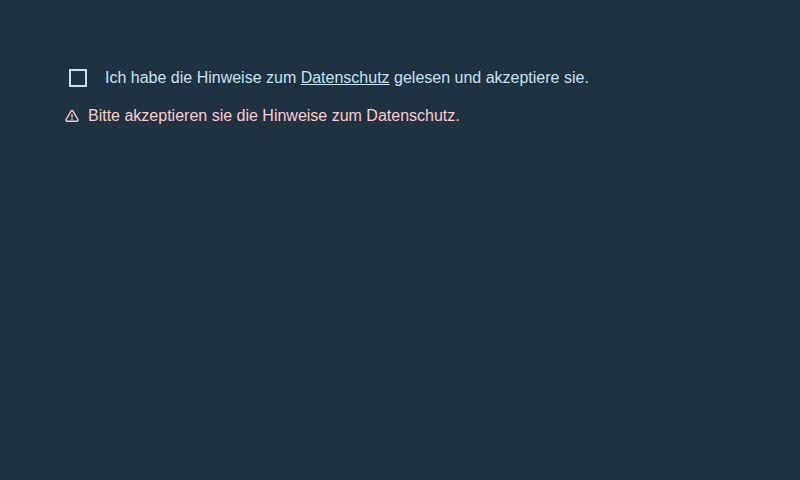 Ich habe die Hinweise zum Datenschutz gelesen und akzeptiere sie.
Bitte akzeptieren sie die Hinweise zum Datenschutz.